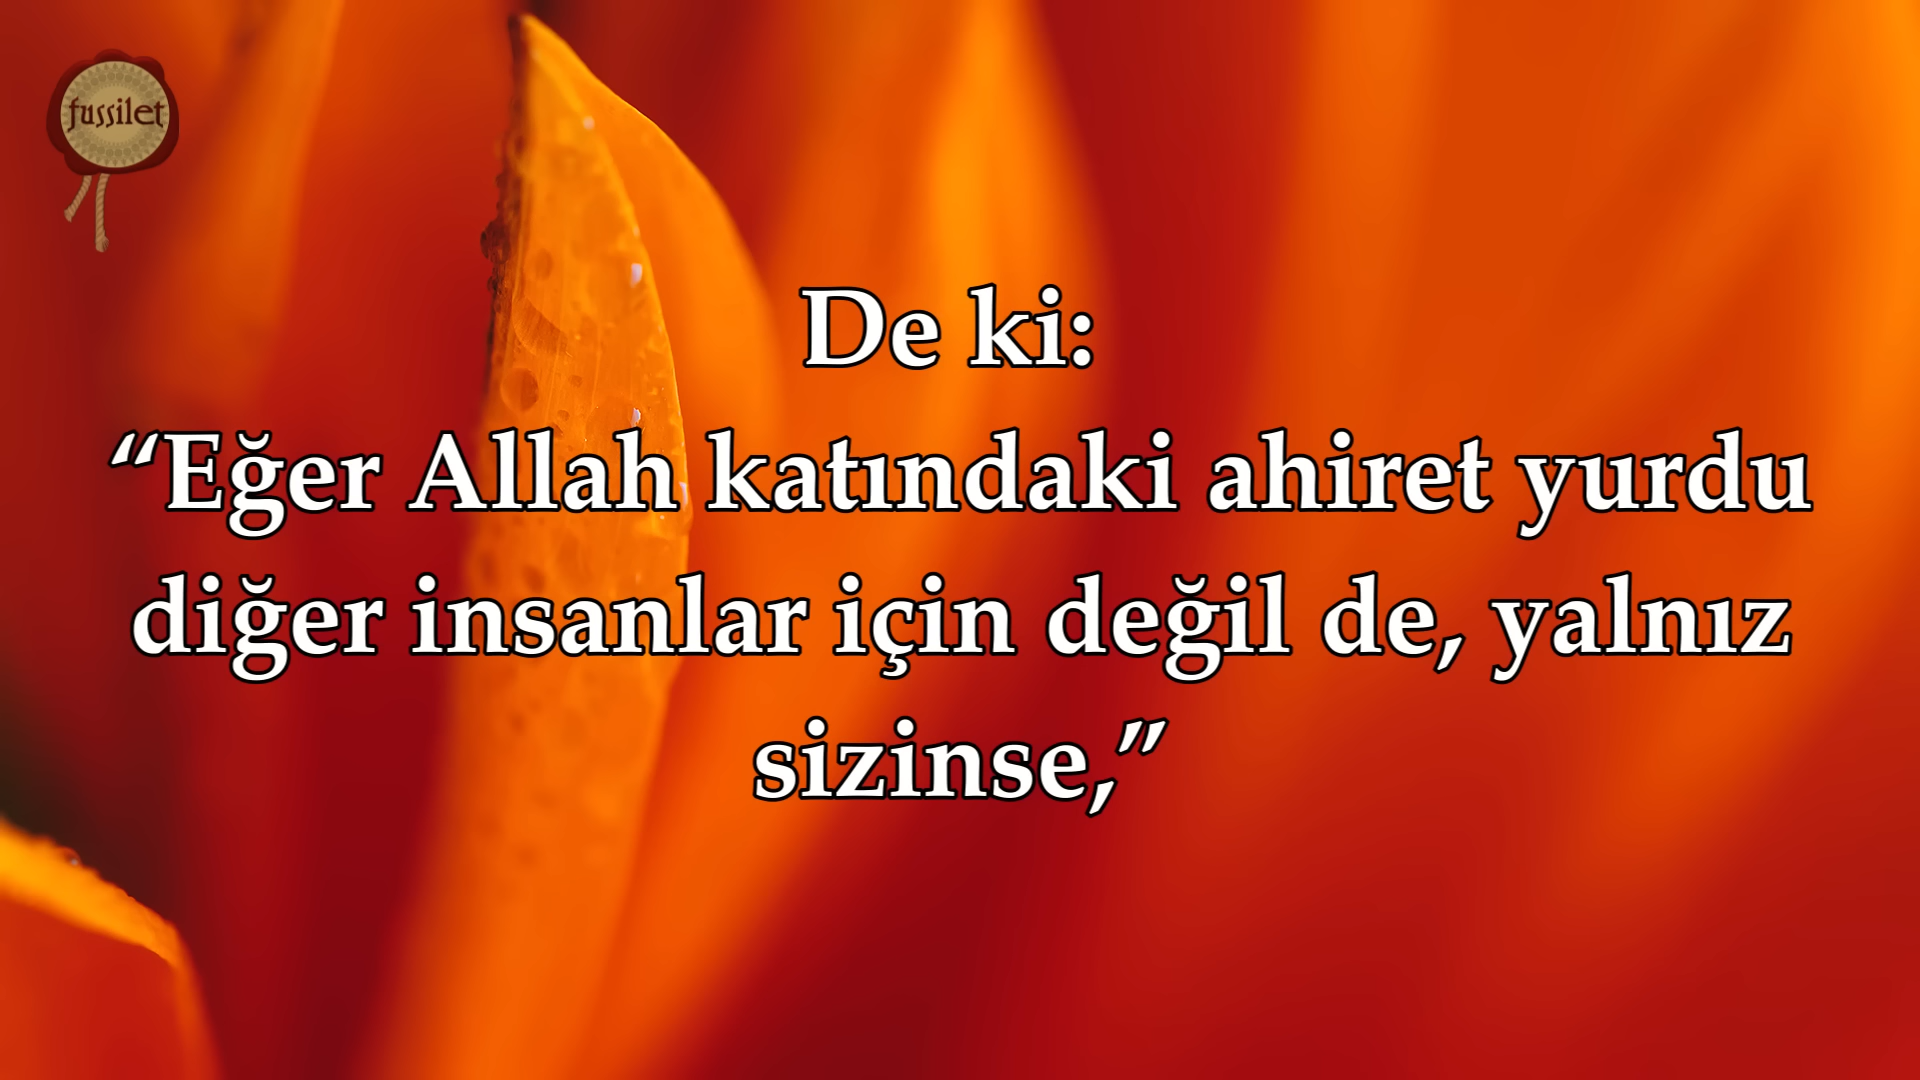 fussilet
De ki:
“Eğer Allah katındaki ahiret yurdu
diğer insanlar için değil de, yalnız
sizinse,”